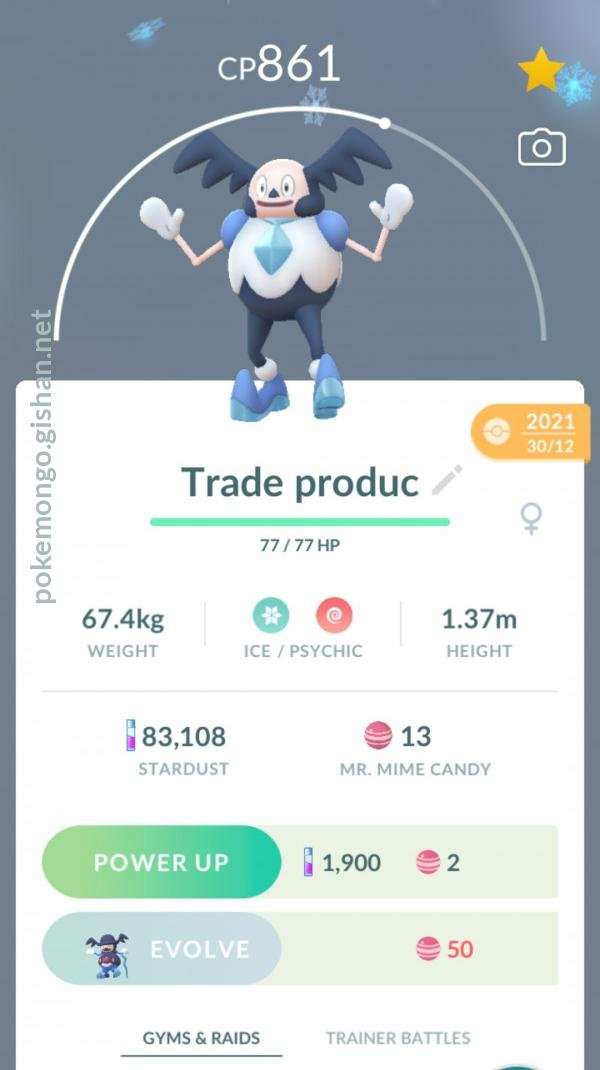 CP861
pokemongo.gishan.net
2021
30/12
Trade produc
77 / 77 HP
67.4kg
WEIGHT
ICE / PSYCHIC
1.37m
HEIGHT
83,108
STARDUST
13
MR. MIME CANDY
POWER UP
1,900
2
EVOLVE
50
GYMS & RAIDS
TRAINER BATTLES